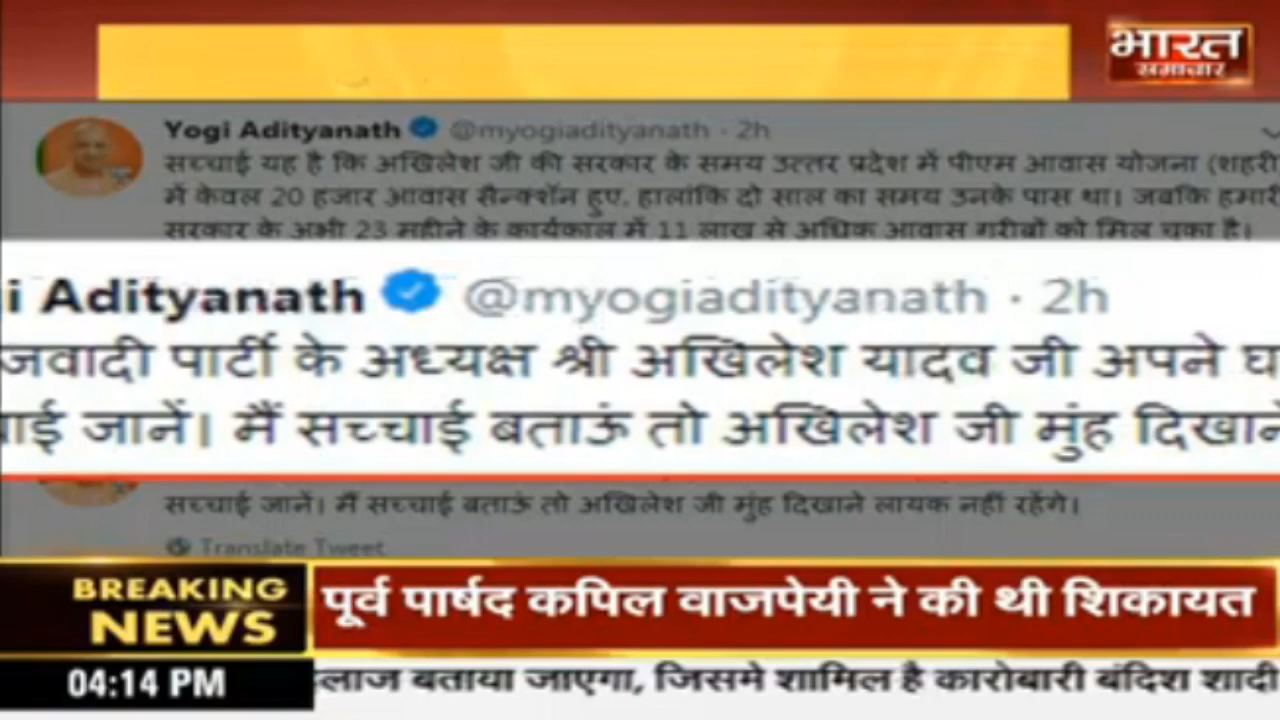 भारत
समाचार
Yogi Adityanath @myogiadityanath · 2h
सच्चाई यह है कि अखिलेश जी की सरकार के समय उत्तर प्रदेश में पीएम आवास योजना (शहरी
में केवल 20 हजार आवास सैन्क्शॅन हुए, हालांकि दो साल का समय उनके पास था। जबकि हमारी
सरकार के अभी 23 महीने के कार्यकाल में 11 लाख से अधिक आवास गरीबों को मिल चुका है।
i Adityanath @myogiadityanath · 2h
जवादी पार्टी के अध्यक्ष श्री अखिलेश यादव जी अपने घ
ाई जानें। मैं सच्चाई बताऊं तो अखिलेश जी मुंह दिखाने
सच्चाई जानें। मैं सच्चाई बताऊं तो अखिलेश जी मुंह दिखाने लायक नहीं रहेंगे।
Translate Tweet
BREAKING
NEWS
पूर्व पार्षद कपिल वाजपेयी ने की थी शिकायत
04:14 PM
लाज बताया जाएगा, जिसमे शामिल है कारोबारी बंदिश शादी